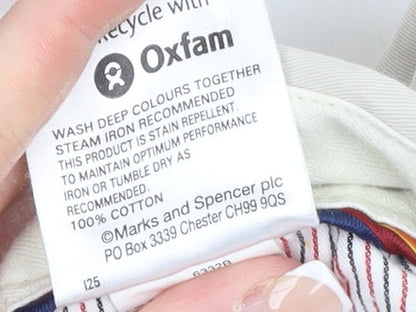 Recycle with
Oxfam
WASH DEEP COLOURS TOGETHER
STEAM IRON RECOMMENDED
THIS PRODUCT IS STAIN REPELLENT.
TO MAINTAIN OPTIMUM PERFORMANCE
IRON OR TUMBLE DRY AS
RECOMMENDED.
100% COTTON
©Marks and Spencer plc
PO Box 3339 Chester CH99 9QS
I25